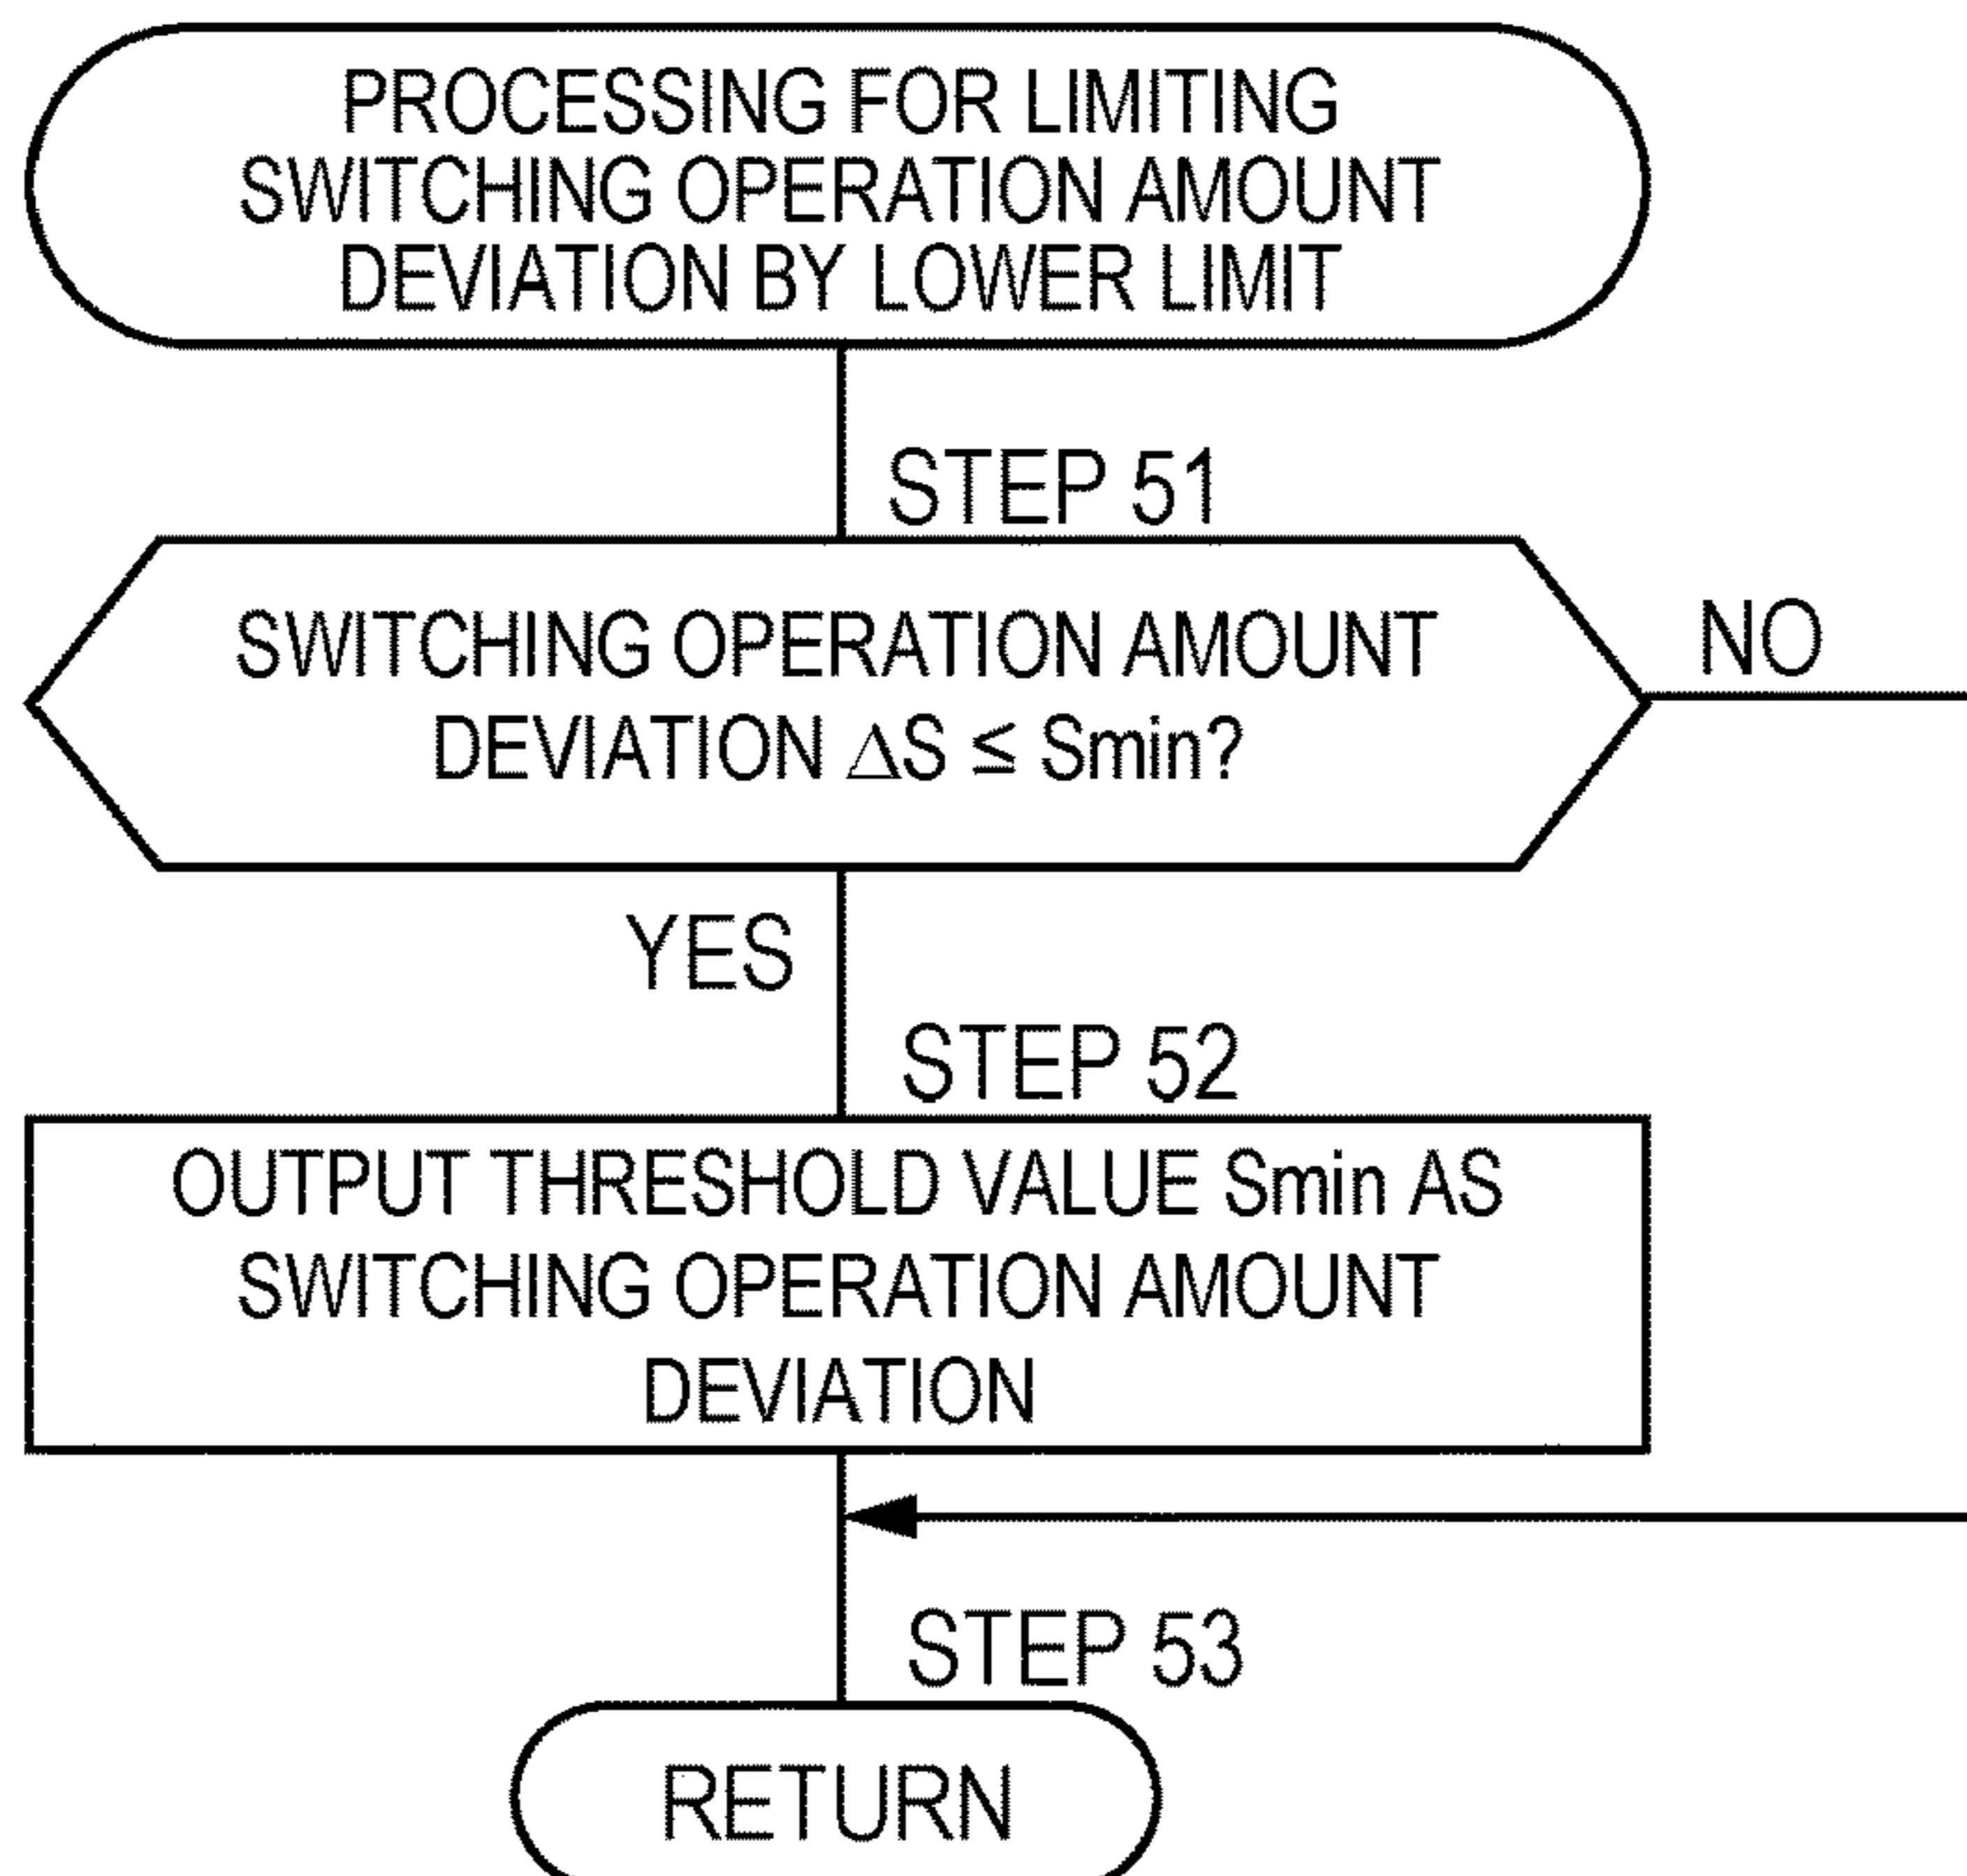 PROCESSING FOR LIMITING
SWITCHING OPERATION AMOUNT
DEVIATION BY LOWER LIMIT
STEP 51
SWITCHING OPERATION AMOUNT
DEVIATION ΔS ≤ Smin?
NO
YES
STEP 52
OUTPUT THRESHOLD VALUE Smin AS
SWITCHING OPERATION AMOUNT
DEVIATION
STEP 53
RETURN